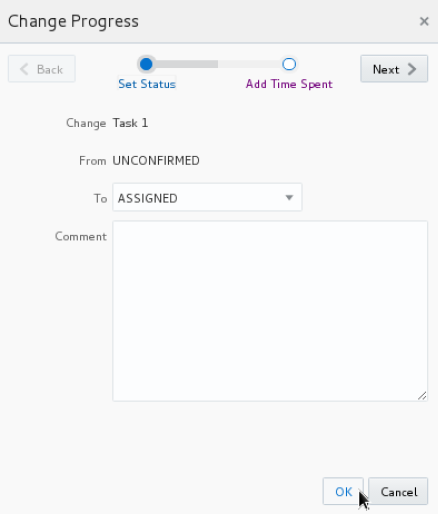 Change Progress ×
Back Next
Set Status Add Time Spent
Change Task 1
From UNCONFIRMED
To ASSIGNED
Comment
OK Cancel